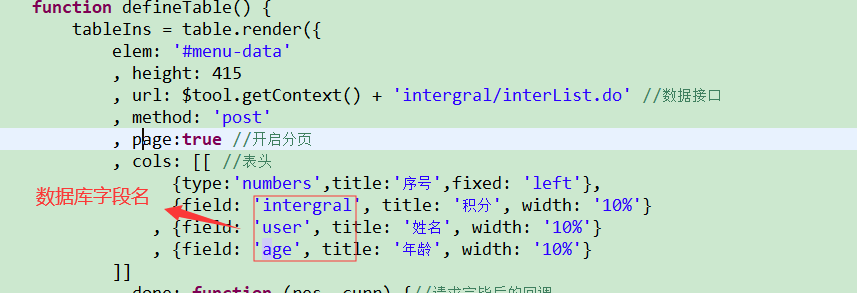 function defineTable() {
tableIns = table.render({
elem: '#menu-data'
, height: 415
, url: $tool.getContext() + 'intergral/interList.do' //数据接口
, method: 'post'
, page:true //开启分页
, cols: [[ //表头
{type:'numbers',title:'序号',fixed: 'left'},
数据库字段名
{field: 'intergral', title: '积分', width: '10%'}
, {field: 'user', title: '姓名', width: '10%'}
, {field: 'age', title: '年龄', width: '10%'}
]]
done: function (res, curr) {//请求完毕后的回调